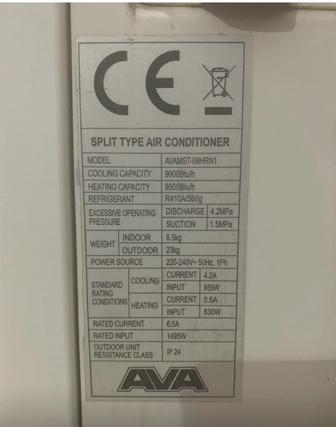 CE
SPLIT TYPE AIR CONDITIONER
MODEL AVAMST-09HRN1
COOLING CAPACITY 9000Btu/h
HEATING CAPACITY 9500Btu/h
REFRIGERANT R410A/560g
EXCESSIVE OPERATING PRESSURE DISCHARGE 4.2MPa
SUCTION 1.5MPa
WEIGHT INDOOR 6.5kg
OUTDOOR 23kg
POWER SOURCE 220-240V~ 50Hz, 1Ph
STANDARD RATING CONDITIONS COOLING CURRENT 4.2A
INPUT 955W
HEATING CURRENT 3.6A
INPUT 830W
RATED CURRENT 6.5A
RATED INPUT 1495W
OUTDOOR UNIT RESISTANCE CLASS IP 24
AVA